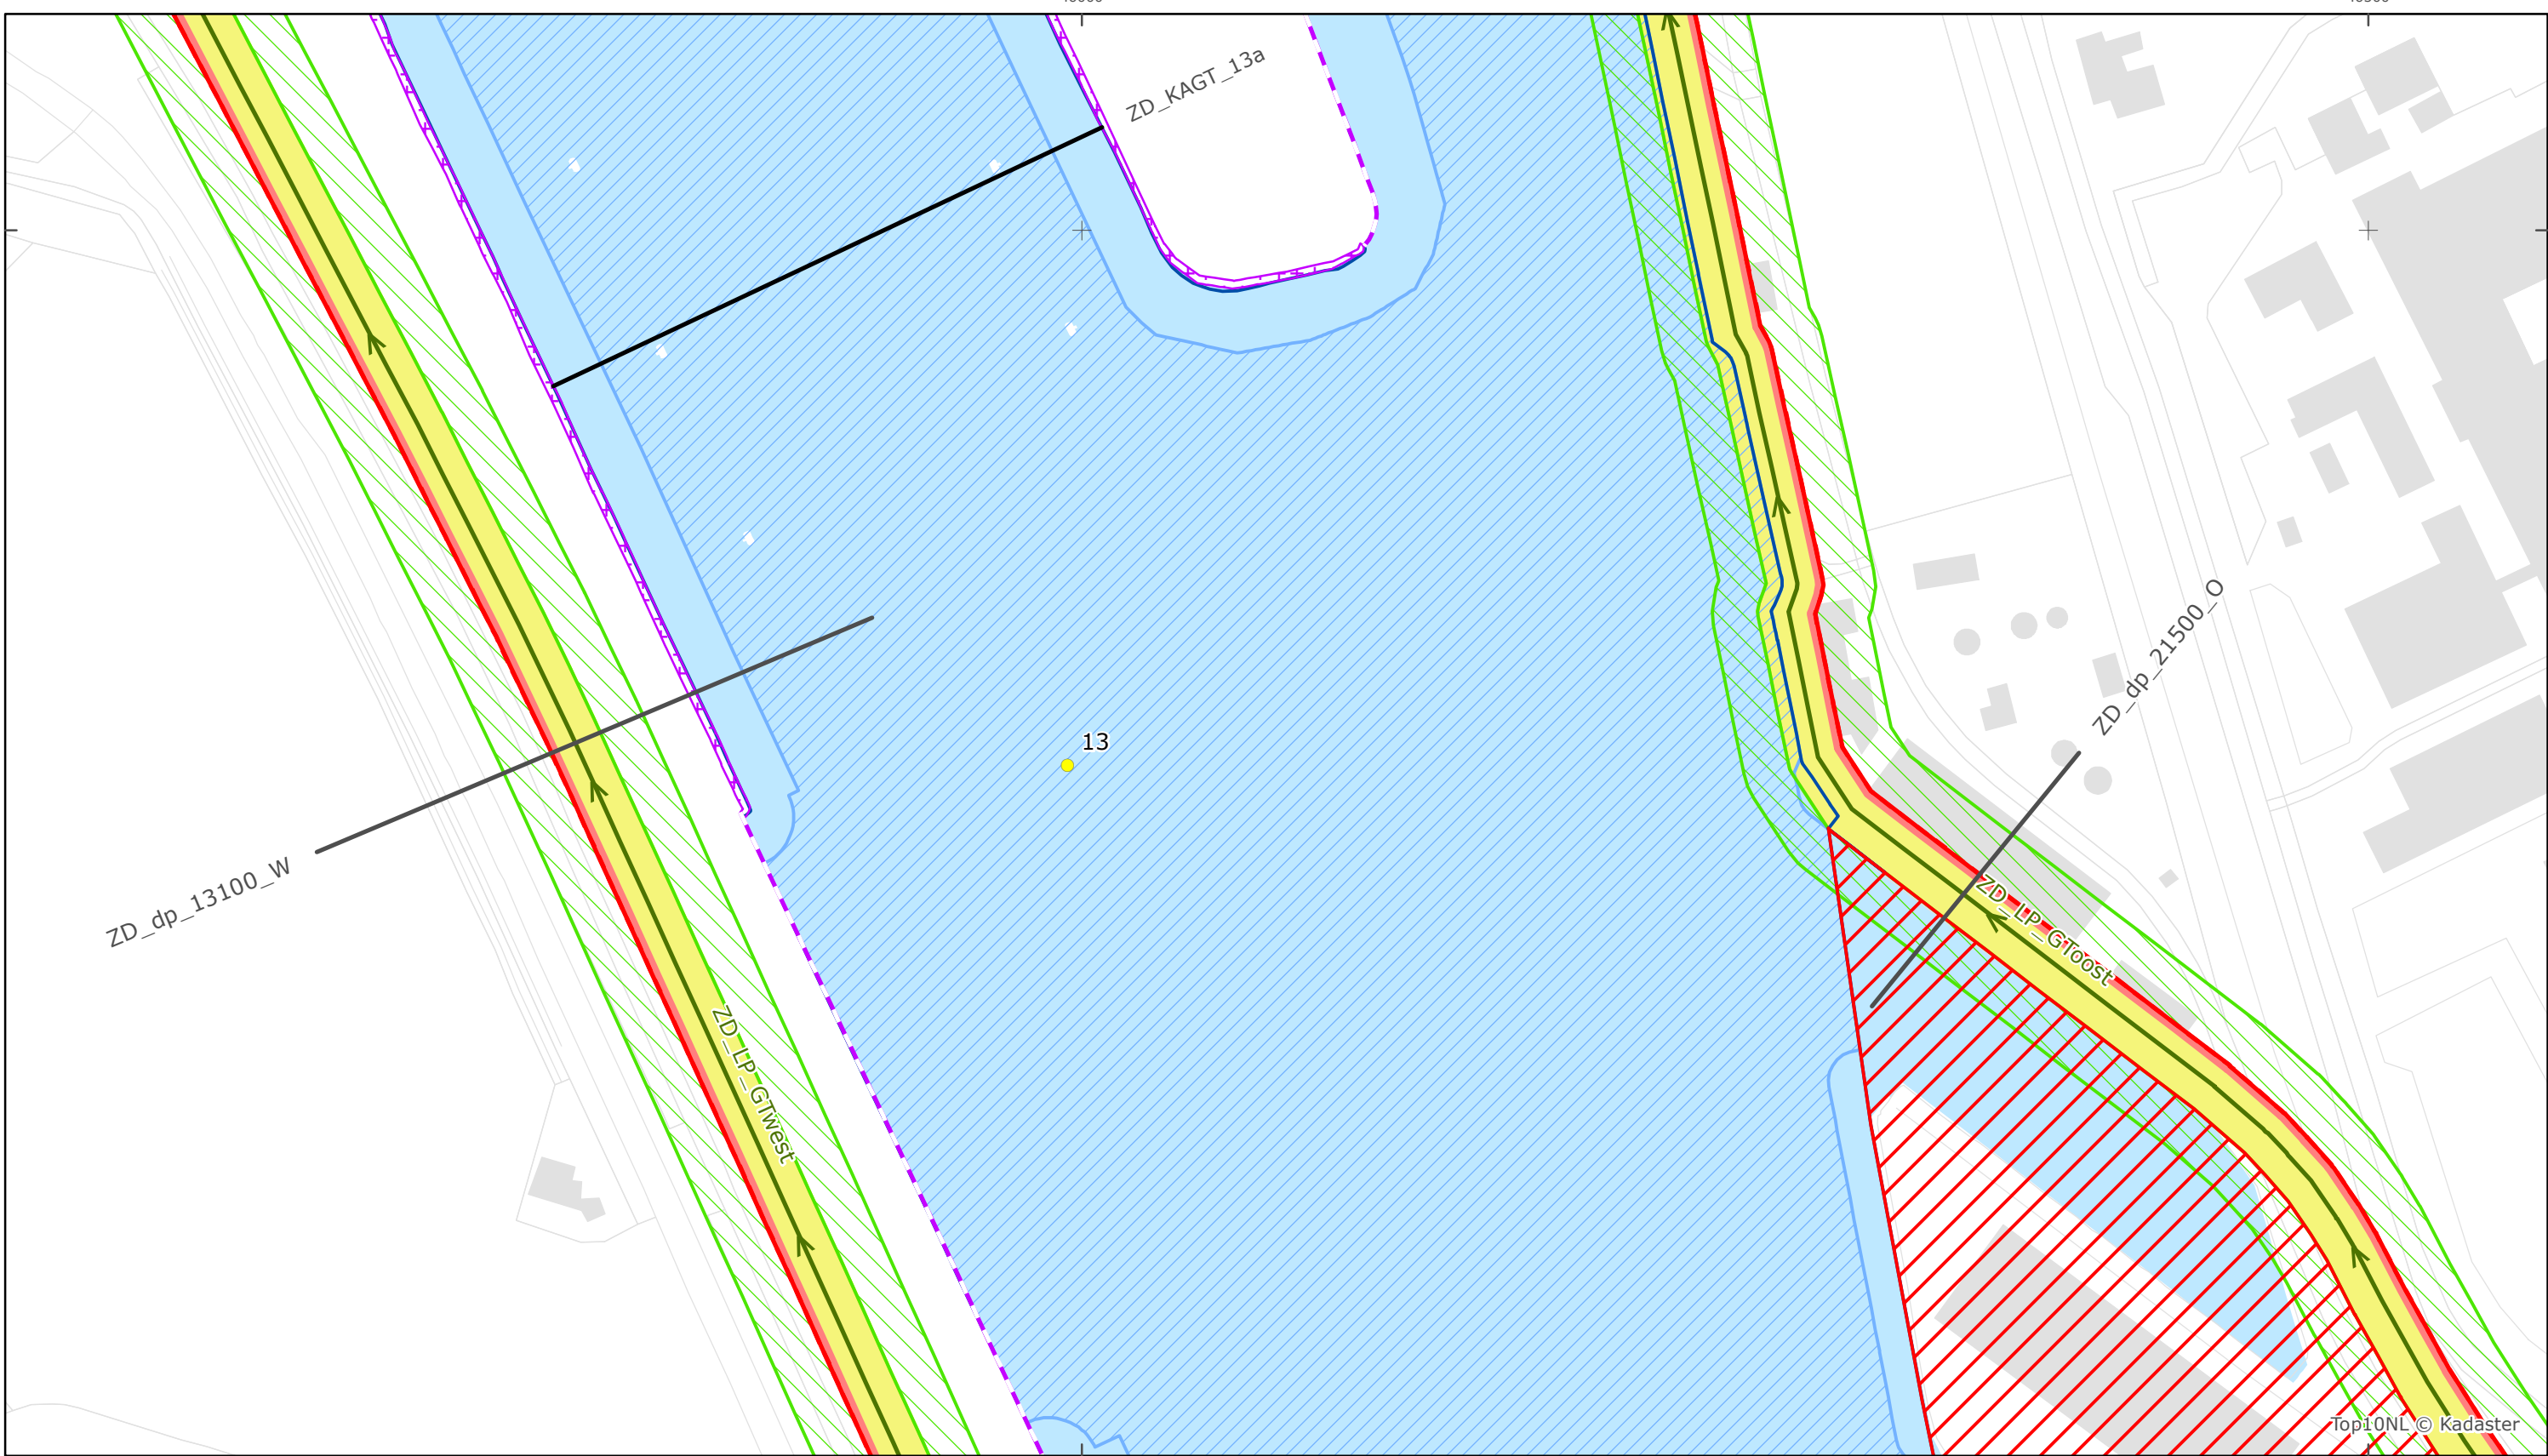 ZD_KAGT_13a
ZD_dp_21500_O
13
ZD_dp_13100_W
ZD_LP_GToost
ZD_LP_GTwest
Top10NL © Kadaster